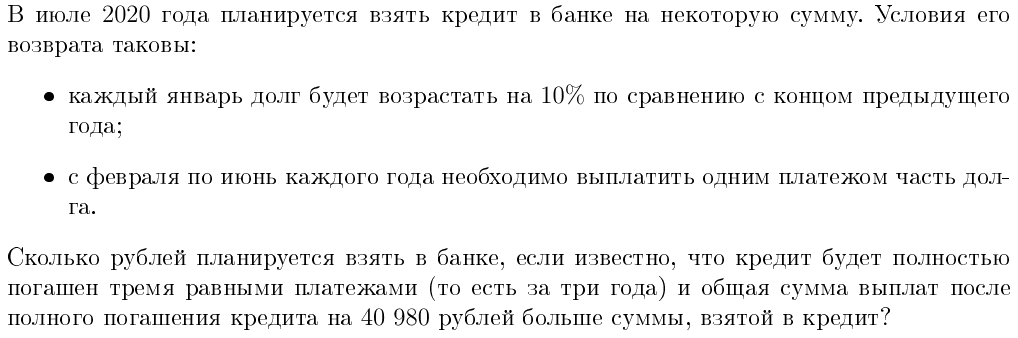 В июле 2020 года планируется взять кредит в банке на некоторую сумму. Условия его
возврата таковы:
• каждый январь долг будет возрастать на 10% по сравнению с концом предыдущего
года;
• с февраля по июнь каждого года необходимо выплатить одним платежом часть дол-
га.
Сколько рублей планируется взять в банке, если известно, что кредит будет полностью
погашен тремя равными платежами (то есть за три года) и общая сумма выплат после
полного погашения кредита на 40 980 рублей больше суммы, взятой в кредит?